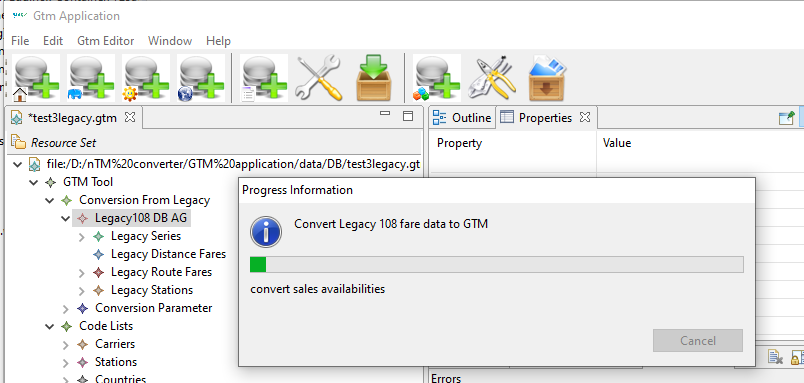 Gtm Application
File Edit Gtm Editor Window Help
*test3legacy.gtm
Outline Properties
Resource Set
Property Value
file:/D:/nTM%20converter/GTM%20application/data/DB/test3legacy.gt
GTM Tool
Conversion From Legacy
Legacy108 DB AG
Legacy Series
Legacy Distance Fares
Legacy Route Fares
Legacy Stations
Conversion Parameter
Code Lists
Carriers
Stations
Countries
Progress Information
Convert Legacy 108 fare data to GTM
convert sales availabilities
Cancel
Errors